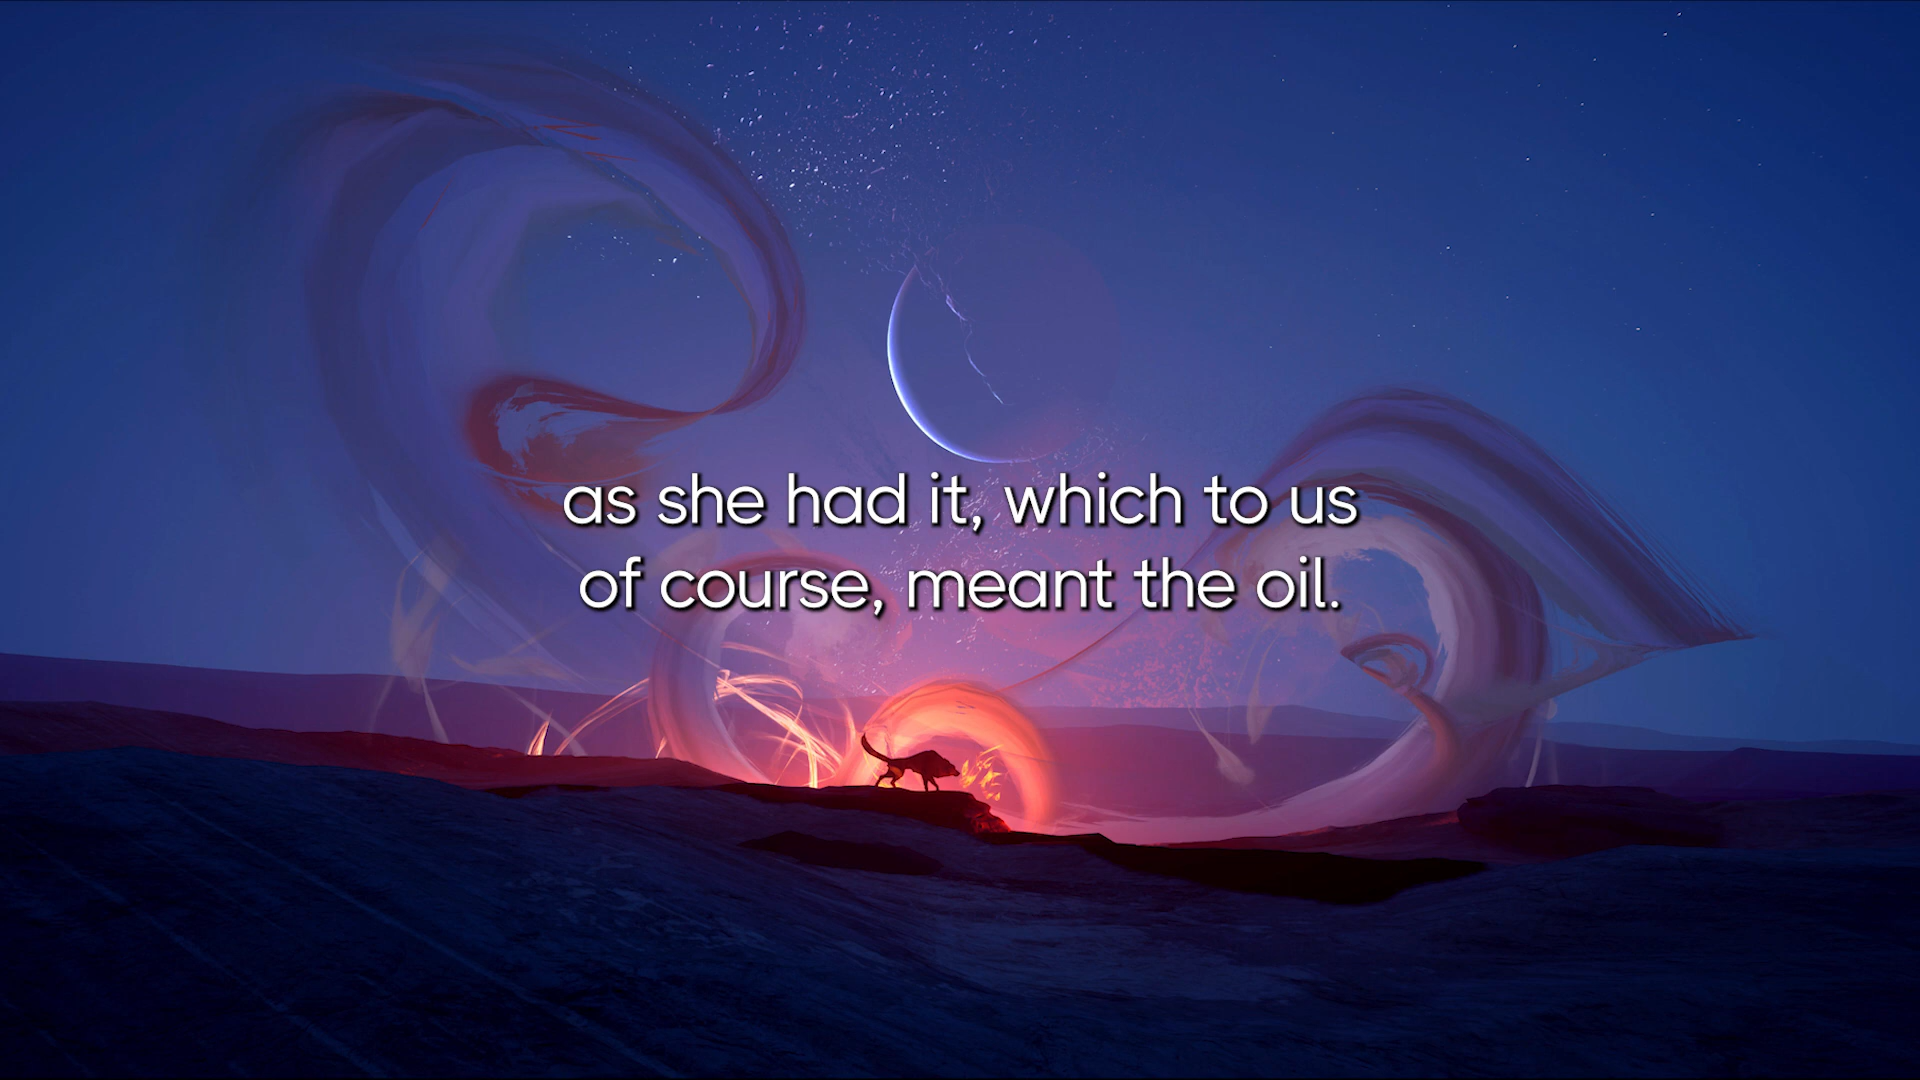 as she had it, which to us
of course, meant the oil.